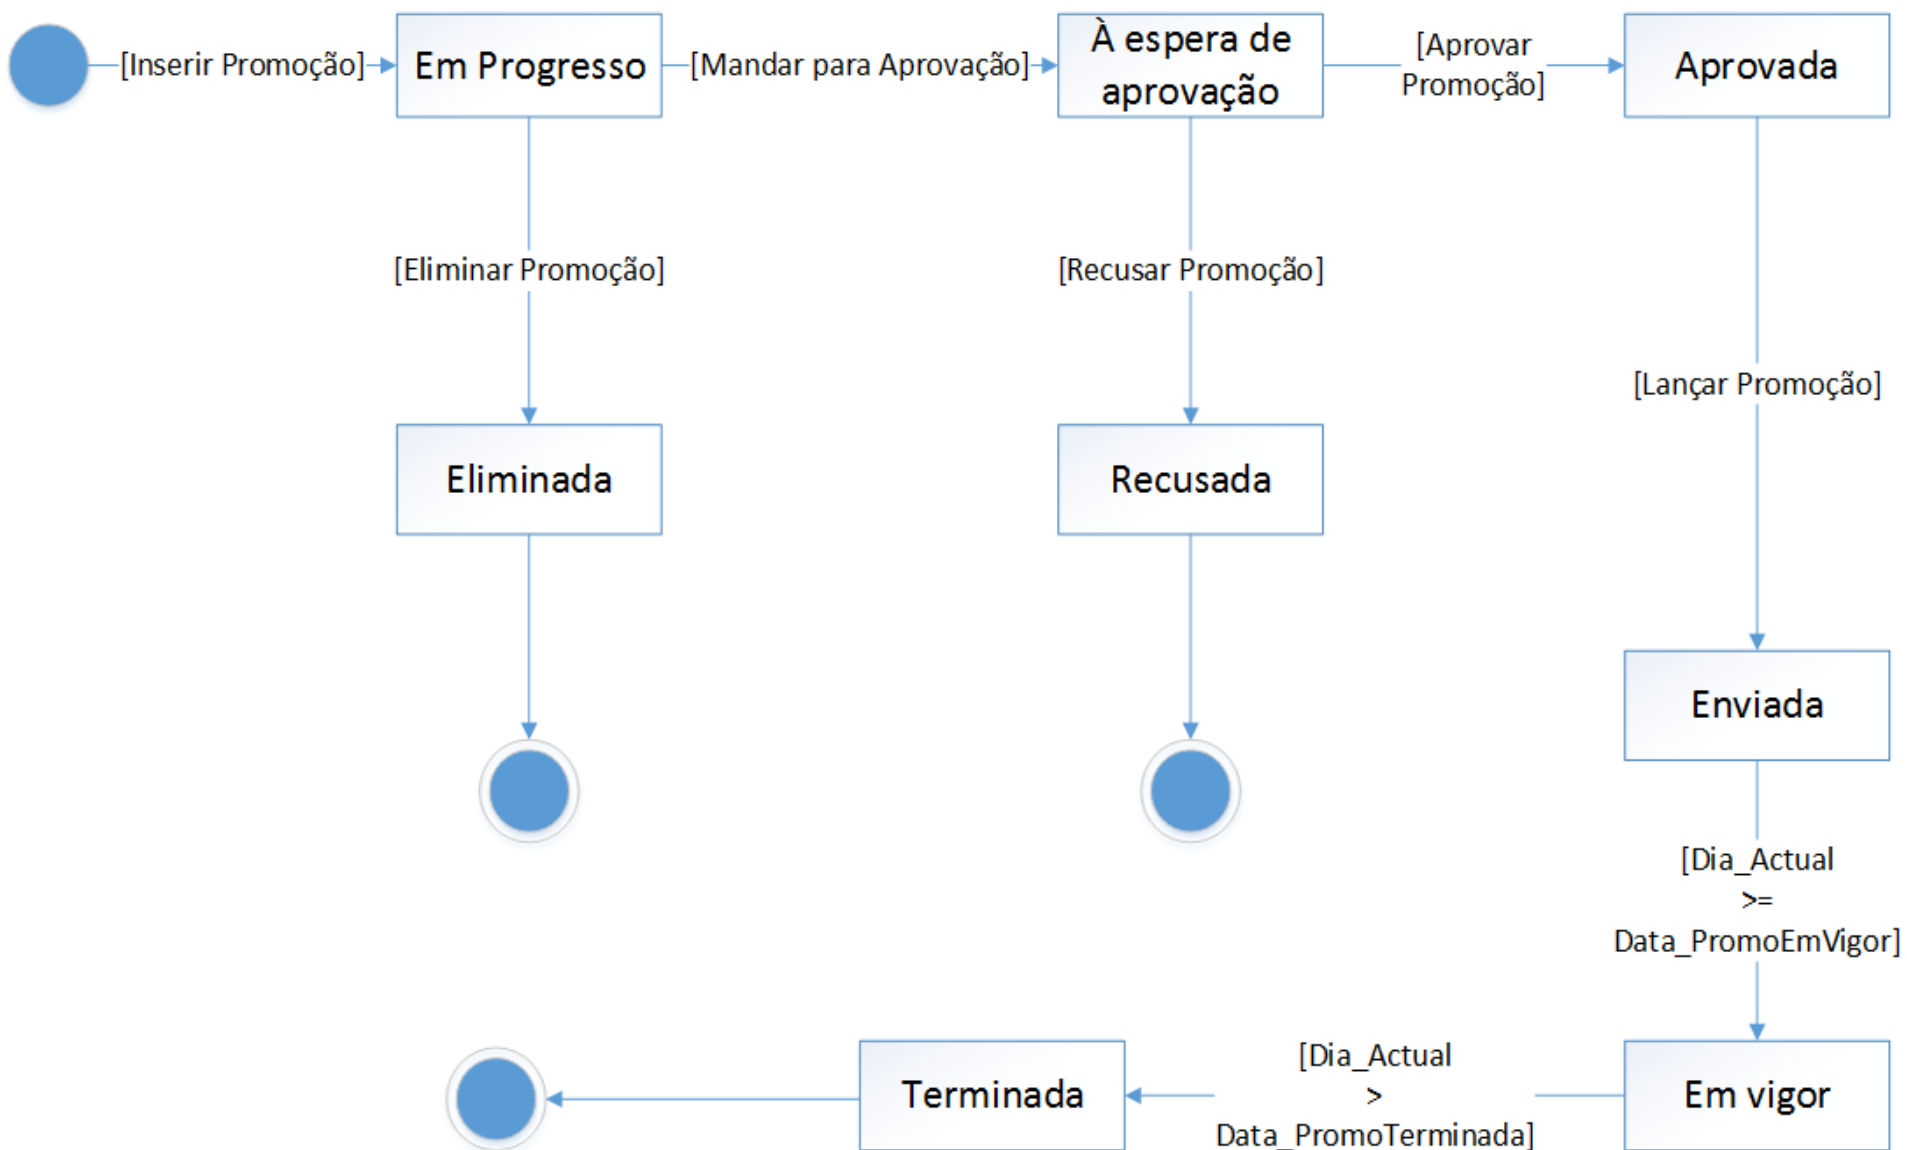 [Inserir Promoção]
Em Progresso
[Mandar para Aprovação]
À espera de
aprovação
[Aprovar
Promoção]
Aprovada
[Eliminar Promoção]
[Recusar Promoção]
[Lançar Promoção]
Eliminada
Recusada
Enviada
[Dia_Actual
>=
Data_PromoEmVigor]
Terminada
[Dia_Actual
>
Data_PromoTerminada]
Em vigor